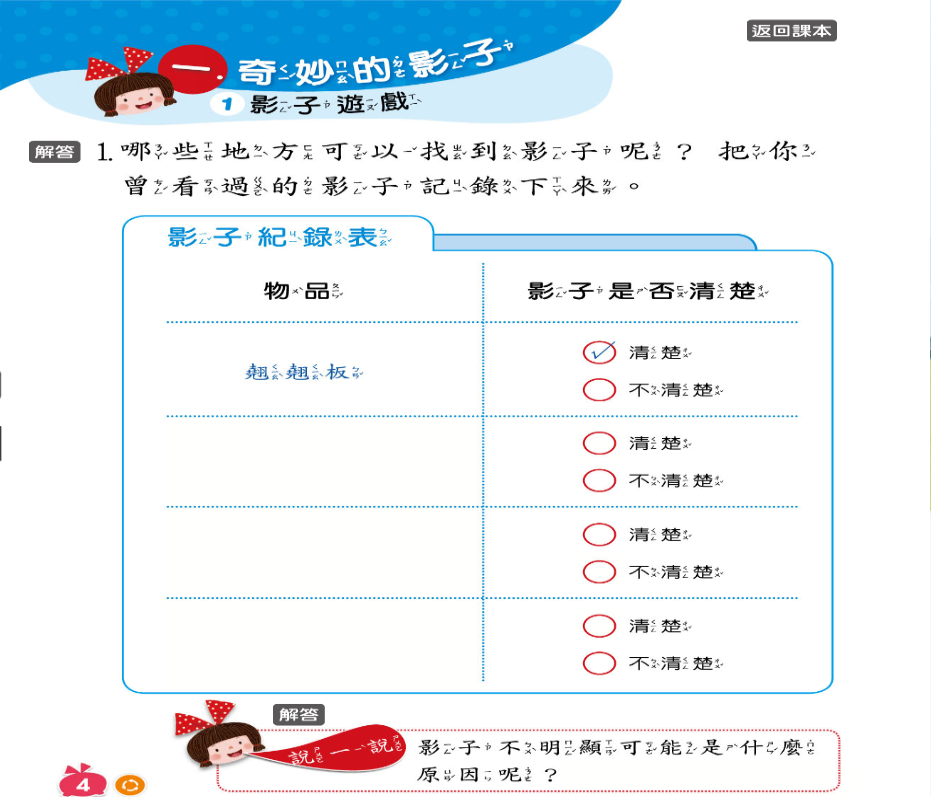 返回課本
一. 奇妙的影子
1 影子遊戲
解答 1. 哪些地方可以找到影子呢？ 把你
曾看過的影子記錄下來。
影子紀錄表
物品 影子是否清楚
翹翹板 清楚
不清楚
清楚
不清楚
清楚
不清楚
清楚
不清楚
解答
說一說 影子不明顯可能是什麼
原因呢？
4